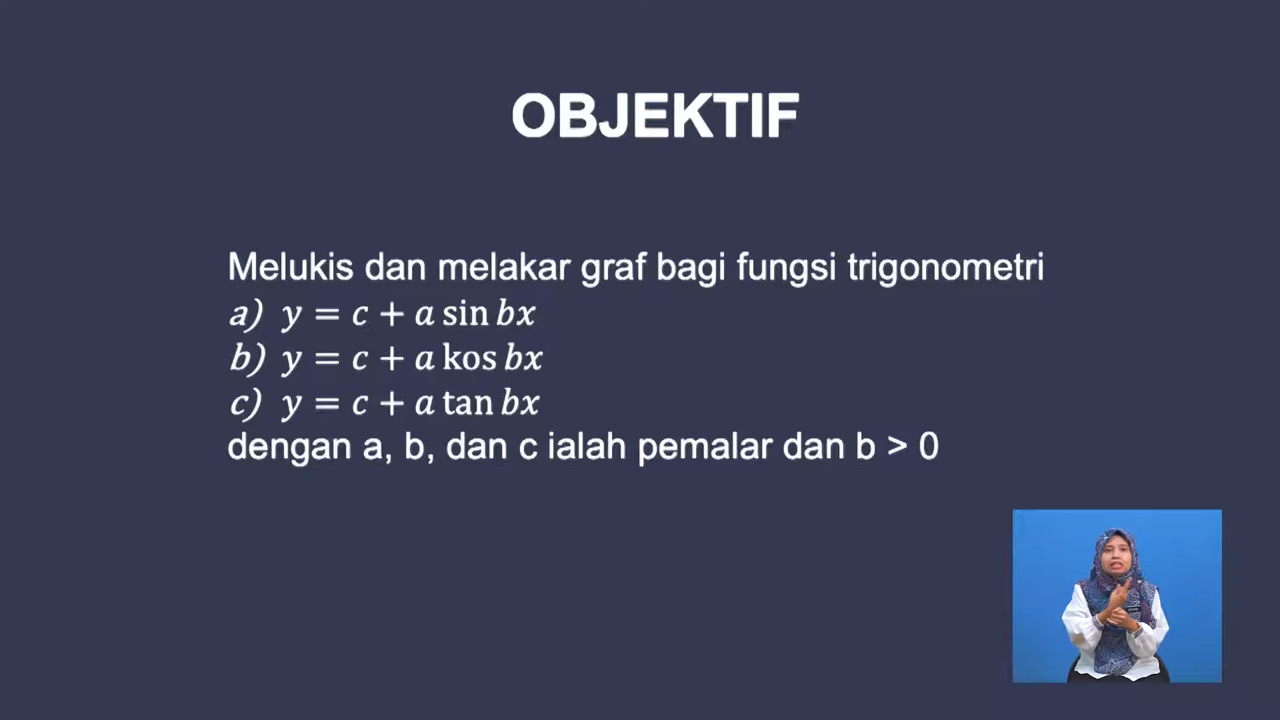 OBJEKTIF
Melukis dan melakar graf bagi fungsi trigonometri
a) y = c + a sin bx
b) y = c + a kos bx
c) y = c + a tan bx
dengan a, b, dan c ialah pemalar dan b > 0